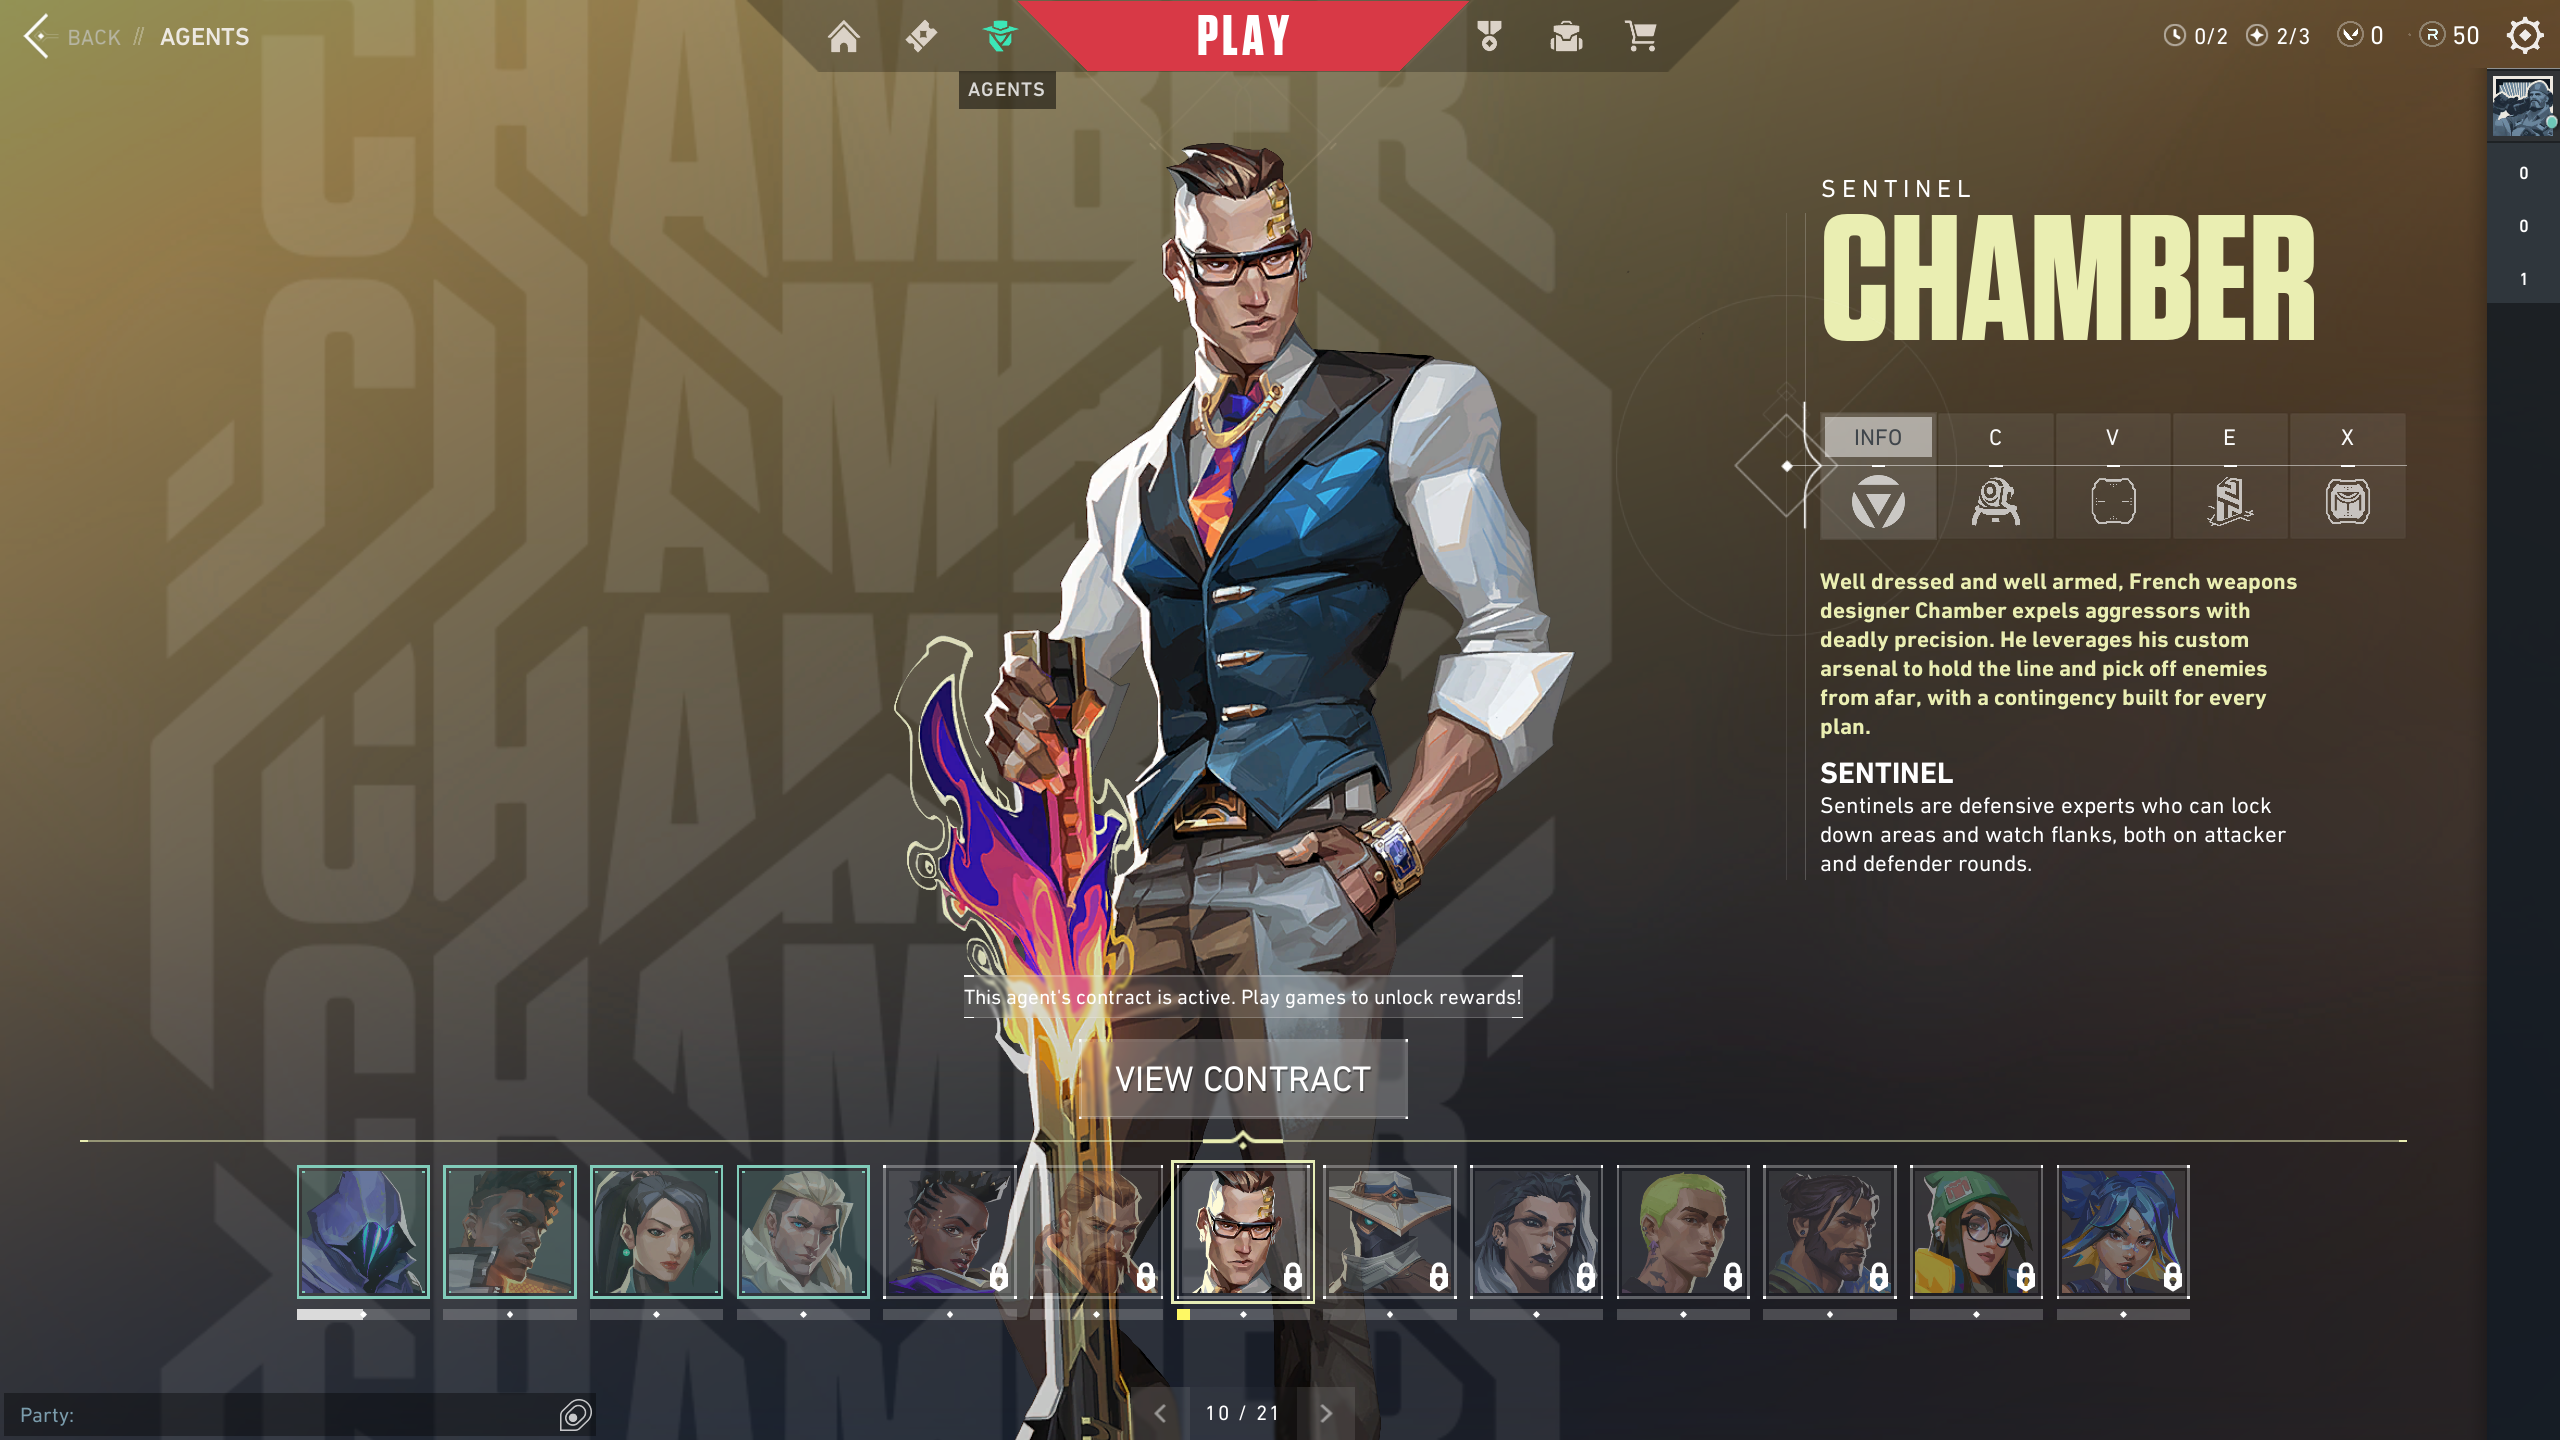 BACK // AGENTS
PLAY
0/2
2/3
0
50
AGENTS
0
0
1
SENTINEL
CHAMBER
INFO
C
V
E
X
Well dressed and well armed, French weapons
designer Chamber expels aggressors with
deadly precision. He leverages his custom
arsenal to hold the line and pick off enemies
from afar, with a contingency built for every
plan.
SENTINEL
Sentinels are defensive experts who can lock
down areas and watch flanks, both on attacker
and defender rounds.
This agent's contract is active. Play games to unlock rewards!
VIEW CONTRACT
Party:
10 / 21
CHAMBER
CHAMBER
CHAMBER
CHAMBER